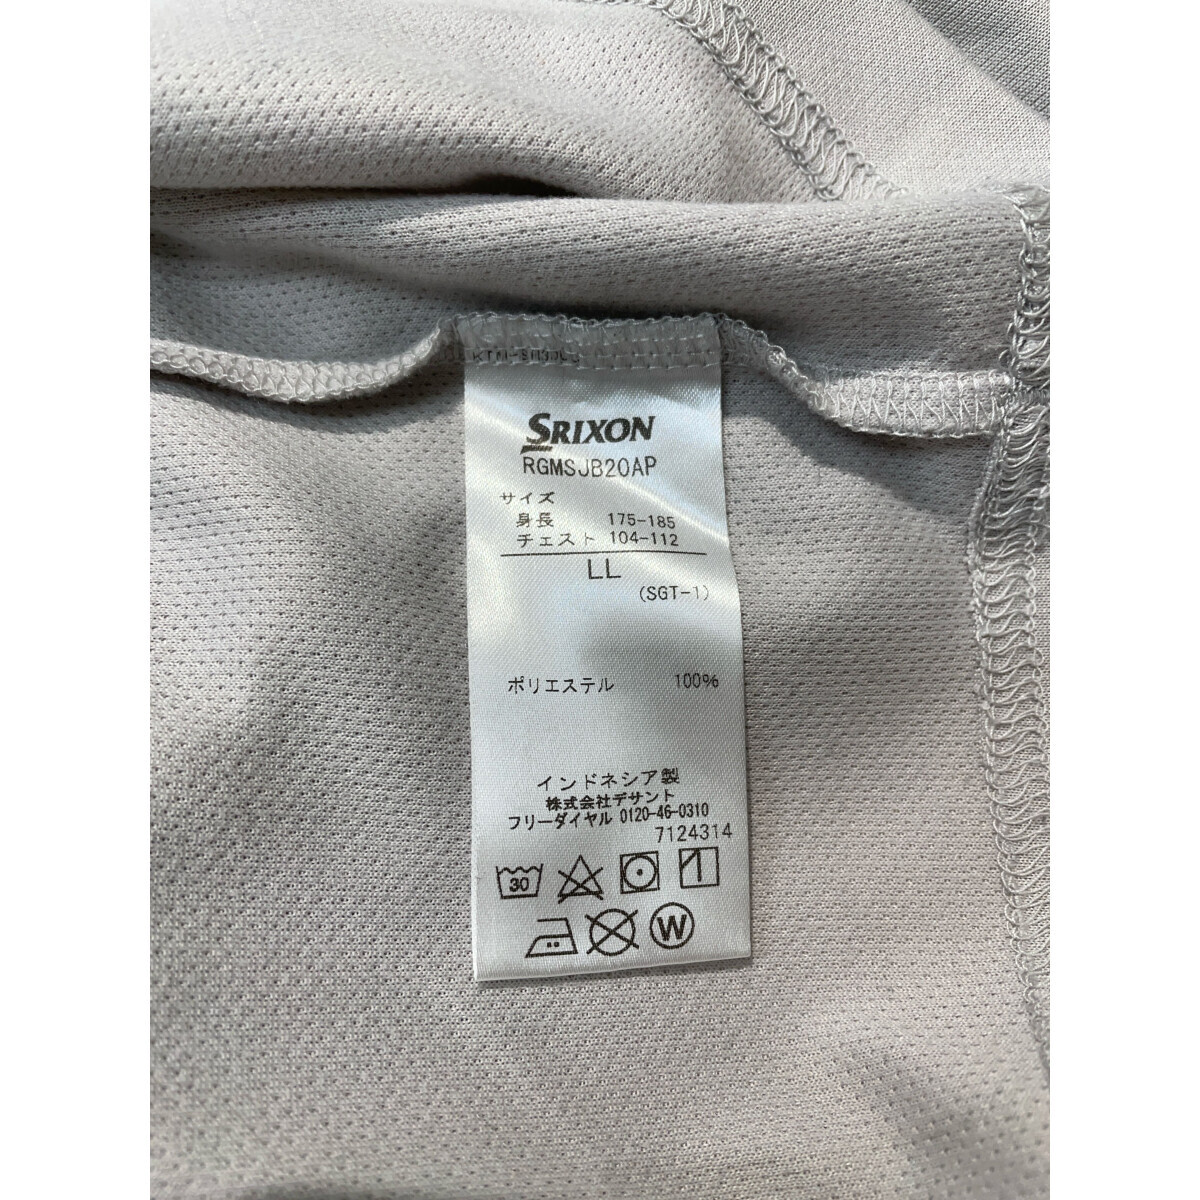 SRIXON
RGMSJB20AP
サイズ
身長 175-185
チェスト 104-112
LL
(SGT-1)
ポリエステル 100%
インドネシア製
株式会社デサント
フリーダイヤル 0120-46-0310
7124314
30
W